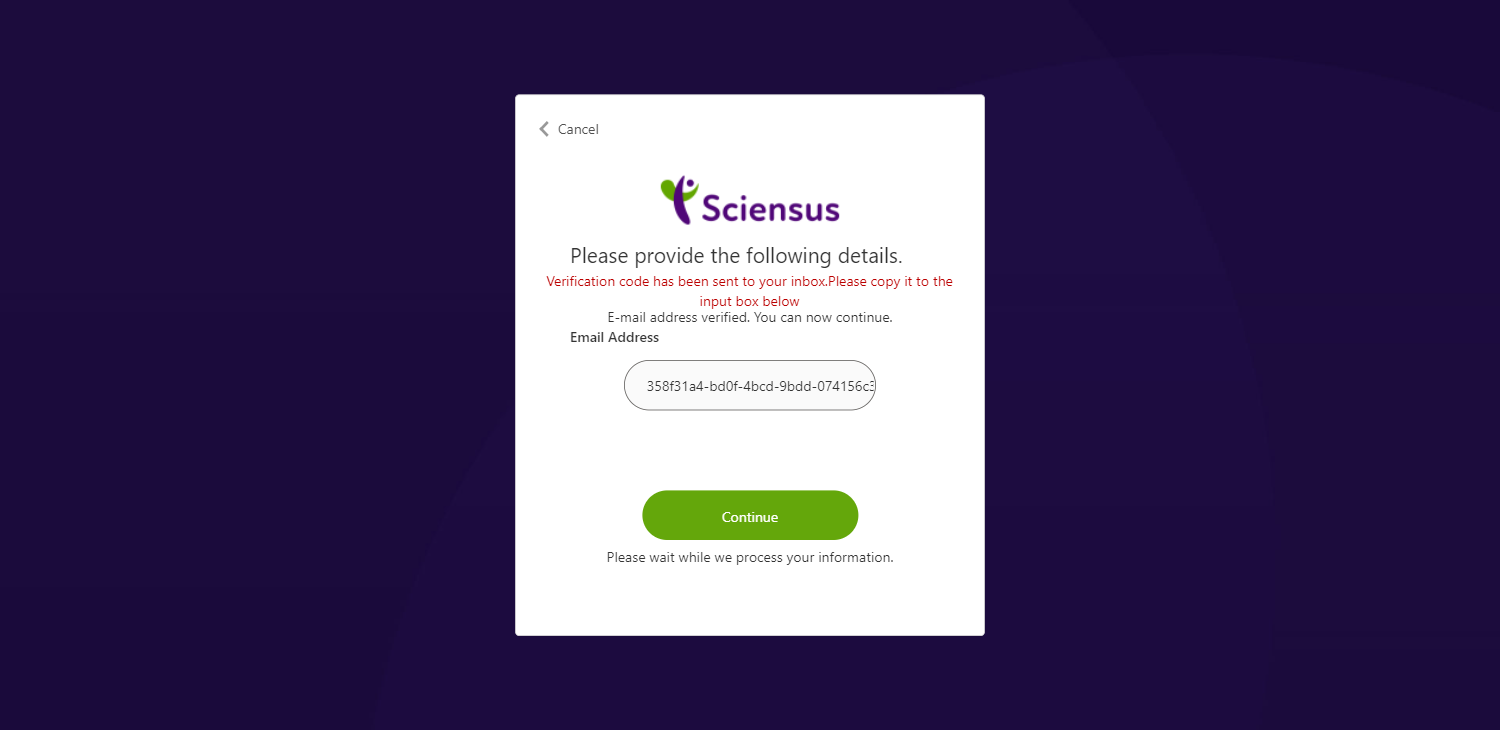 Cancel
Sciensus
Please provide the following details.
Verification code has been sent to your inbox.Please copy it to the
input box below
E-mail address verified. You can now continue.
Email Address
358f31a4-bd0f-4bcd-9bdd-074156c3
Continue
Please wait while we process your information.